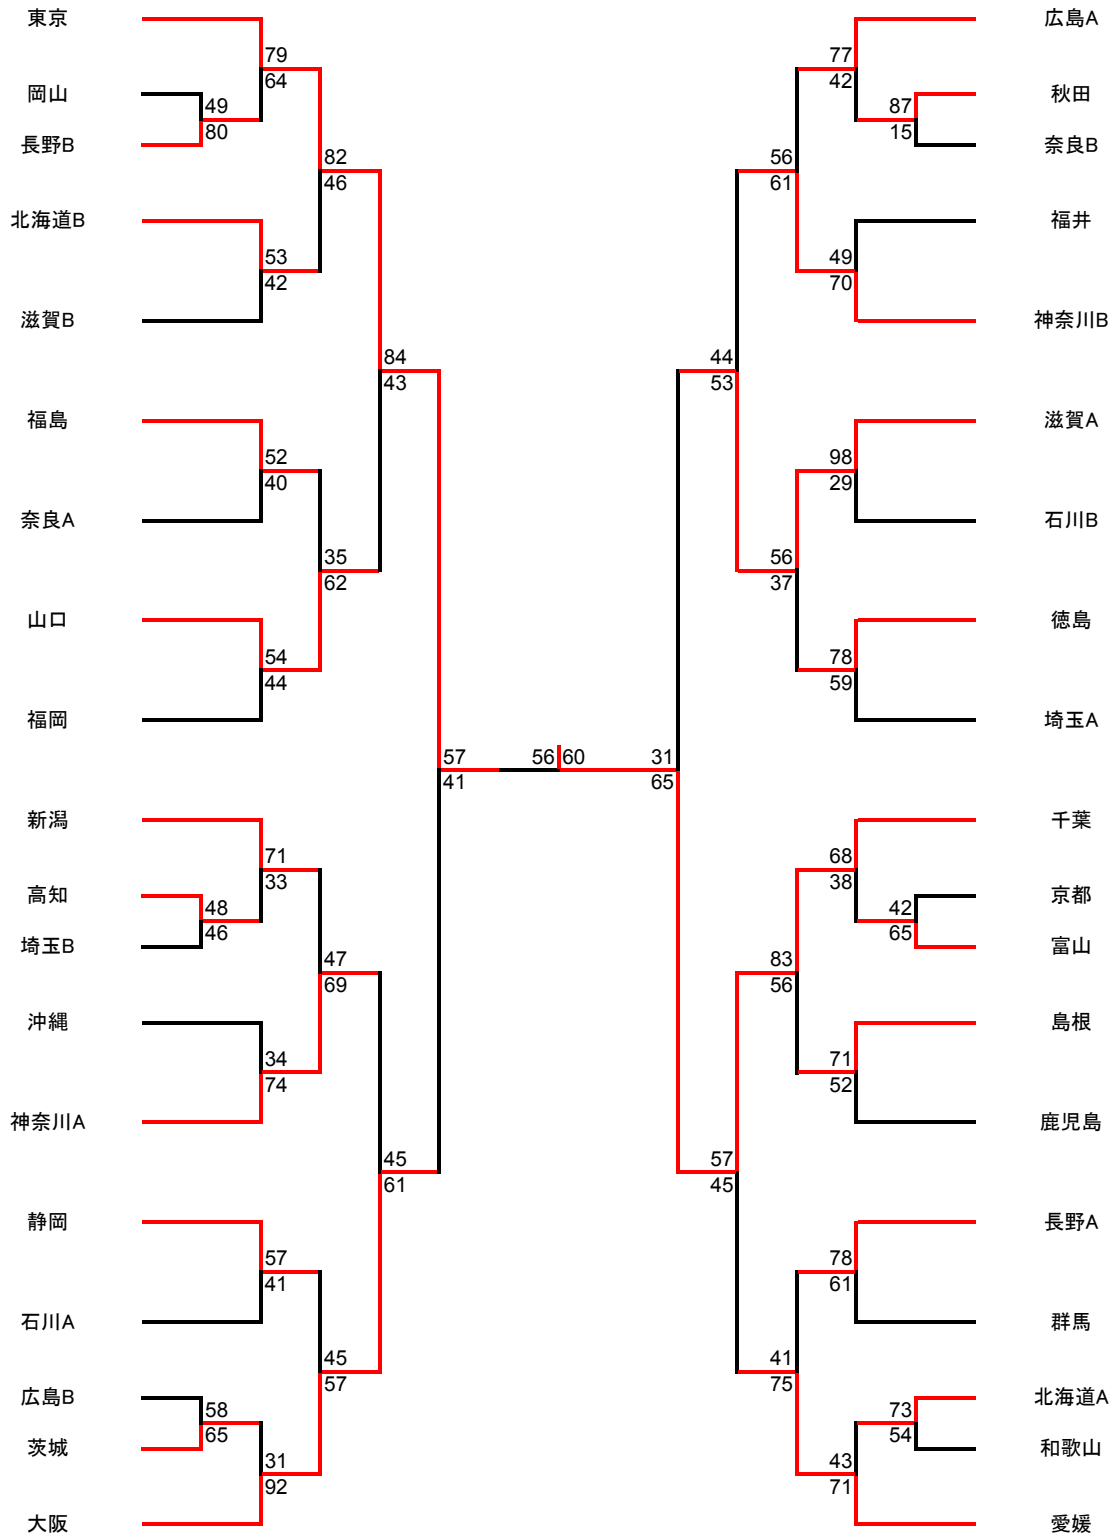 東京 広島A
79 77
64 42
岡山 秋田
49 87
80 15
長野B 奈良B
82 56
46 61
北海道B 福井
53 49
42 70
滋賀B 神奈川B
84 44
43 53
福島 滋賀A
52 98
40 29
奈良A 石川B
35 56
62 37
山口 徳島
54 78
44 59
福岡 埼玉A
57 56 60 31
41 65
新潟 千葉
71 68
33 38
高知 京都
48 42
46 65
埼玉B 富山
47 83
69 56
沖縄 島根
34 71
74 52
神奈川A 鹿児島
45 57
61 45
静岡 長野A
57 78
41 61
石川A 群馬
45 41
57 75
広島B 北海道A
58 73
65 54
茨城 和歌山
31 43
92 71
大阪 愛媛